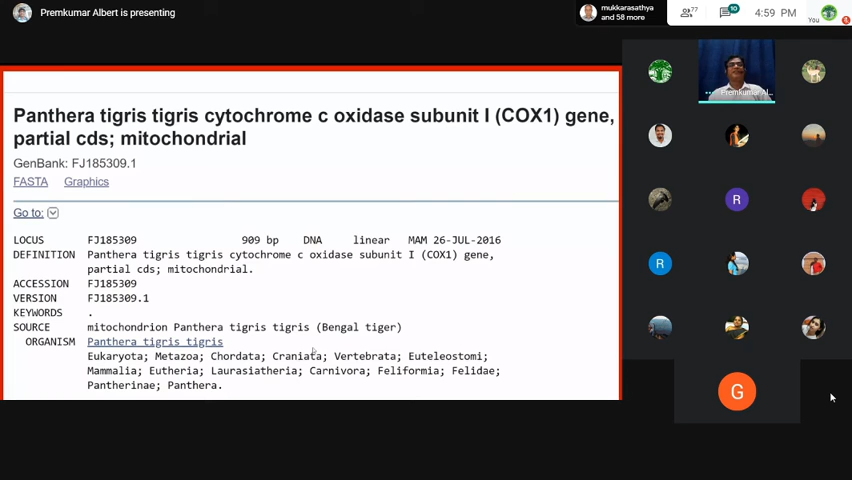 Premkumar Albert is presenting
mukkarasathya
and 58 more
77
10
4:59 PM
You
Panthera tigris tigris cytochrome c oxidase subunit I (COX1) gene,
partial cds; mitochondrial
GenBank: FJ185309.1
FASTA Graphics
Go to:
LOCUS FJ185309 909 bp DNA linear MAM 26-JUL-2016
DEFINITION Panthera tigris tigris cytochrome c oxidase subunit I (COX1) gene,
partial cds; mitochondrial.
ACCESSION FJ185309
VERSION FJ185309.1
KEYWORDS .
SOURCE mitochondrion Panthera tigris tigris (Bengal tiger)
ORGANISM Panthera tigris tigris
Eukaryota; Metazoa; Chordata; Craniata; Vertebrata; Euteleostomi;
Mammalia; Eutheria; Laurasiatheria; Carnivora; Feliformia; Felidae;
Pantherinae; Panthera.
Premkumar Al...
R
R
G